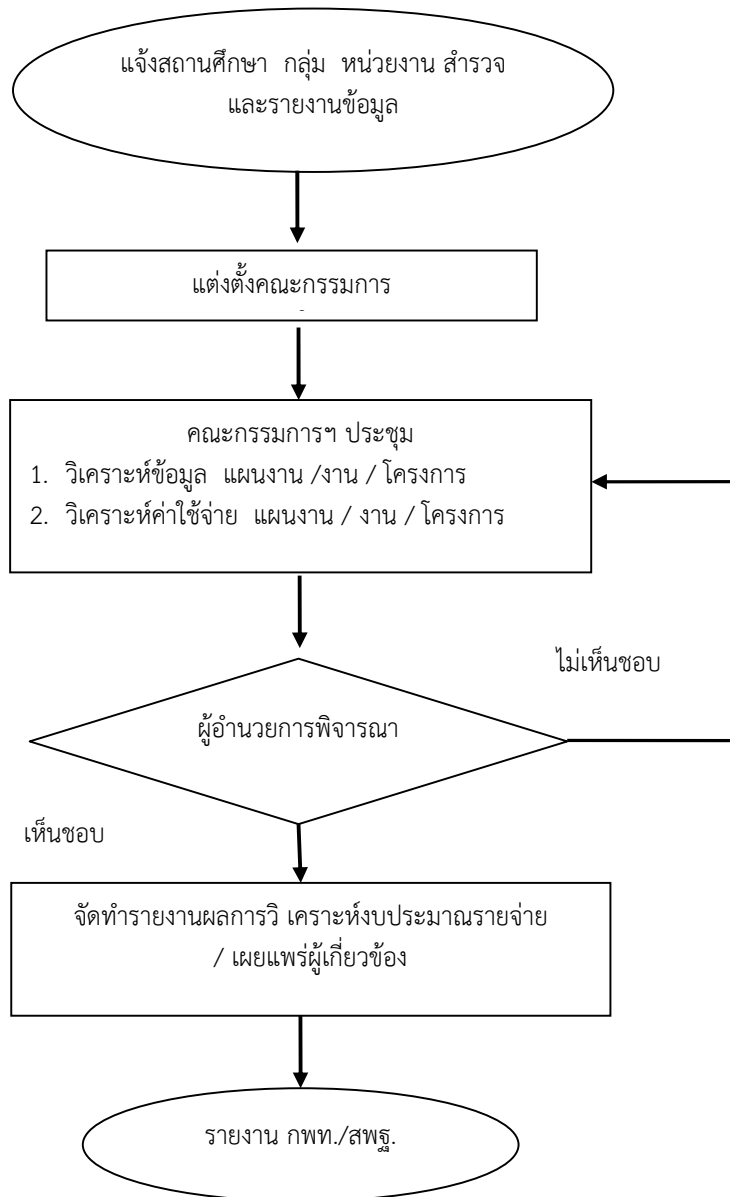 แจ้งสถานศึกษา กลุ่ม หน่วยงาน สำรวจ
และรายงานข้อมูล
แต่งตั้งคณะกรรมการ
คณะกรรมการฯ ประชุม
1. วิเคราะห์ข้อมูล แผนงาน /งาน / โครงการ
2. วิเคราะห์ค่าใช้จ่าย แผนงาน / งาน / โครงการ
ไม่เห็นชอบ
ผู้อำนวยการพิจารณา
เห็นชอบ
จัดทำรายงานผลการวิ เคราะห์งบประมาณรายจ่าย
/ เผยแพร่ผู้เกี่ยวข้อง
รายงาน กพท./สพฐ.